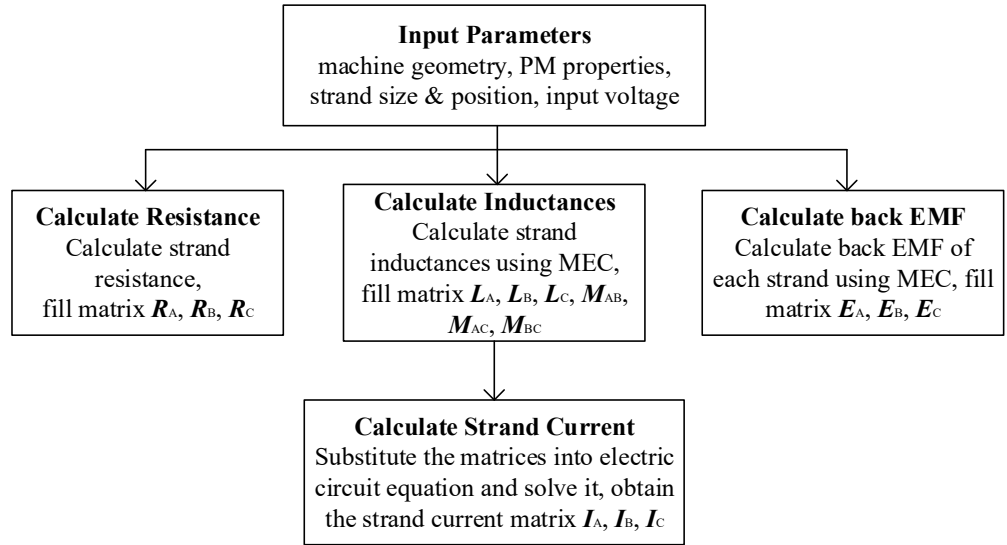 Input Parameters
machine geometry, PM properties,
strand size & position, input voltage
Calculate Resistance
Calculate strand
resistance,
fill matrix RA, RB, RC
Calculate Inductances
Calculate strand
inductances using MEC,
fill matrix LA, LB, LC, MAB,
MAC, MBC
Calculate back EMF
Calculate back EMF of
each strand using MEC, fill
matrix EA, EB, EC
Calculate Strand Current
Substitute the matrices into electric
circuit equation and solve it, obtain
the strand current matrix IA, IB, IC